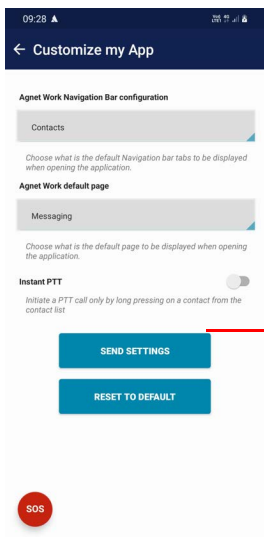 09:28
← Customize my App
Agnet Work Navigation Bar configuration
Contacts
Choose what is the default Navigation bar tabs to be displayed
when opening the application.
Agnet Work default page
Messaging
Choose what is the default page to be displayed when opening
the application.
Instant PTT
Initiate a PTT call only by long pressing on a contact from the
contact list
SEND SETTINGS
RESET TO DEFAULT
SOS